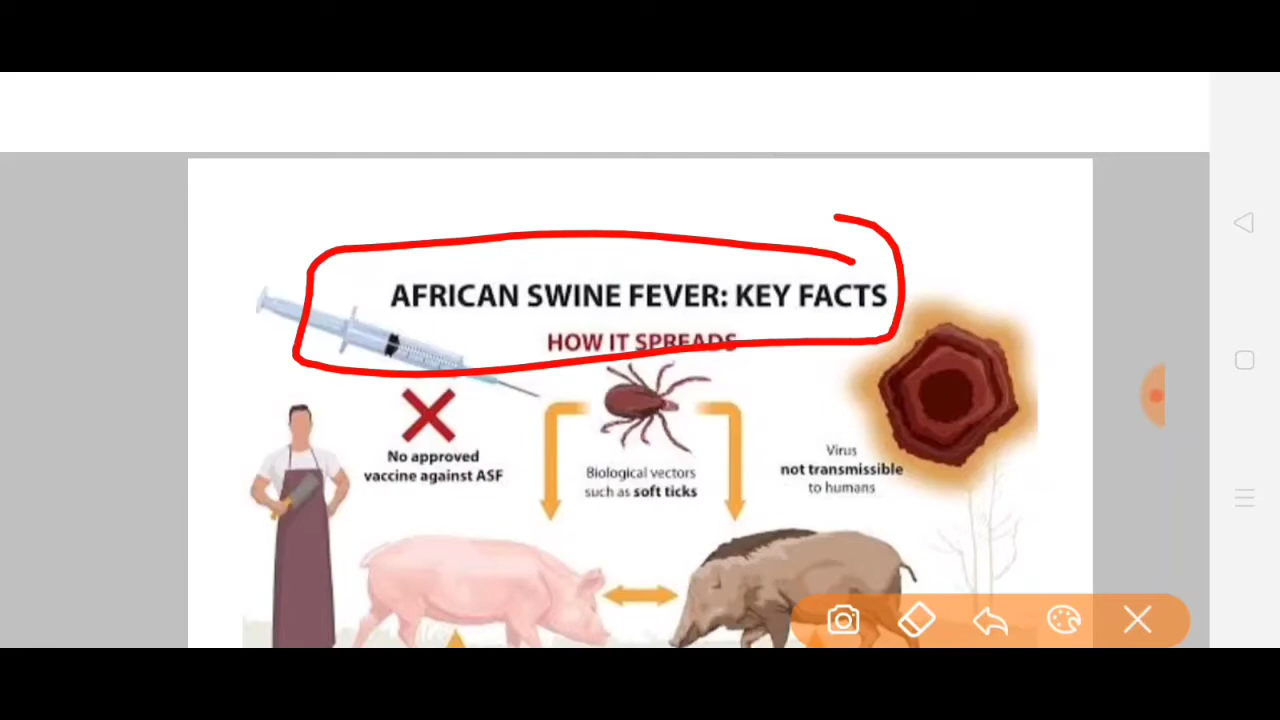 AFRICAN SWINE FEVER: KEY FACTS
HOW IT SPREADS
No approved
vaccine against ASF
Biological vectors
such as soft ticks
Virus
not transmissible
to humans